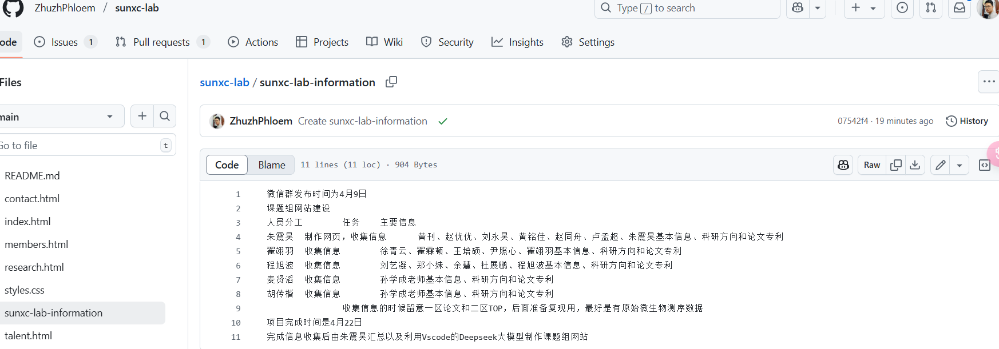 ZhuzhPhloem / sunxc-lab
Type / to search
ode
Issues 1
Pull requests 1
Actions
Projects
Wiki
Security
Insights
Settings
Files
sunxc-lab / sunxc-lab-information
main
ZhuzhPhloem Create sunxc-lab-information
07542f4 · 19 minutes ago
History
Go to file
t
Code
Blame
11 lines (11 loc) · 904 Bytes
Raw
README.md
contact.html
index.html
members.html
research.html
styles.css
sunxc-lab-information
talent.html
1 微信群发布时间为4月9日
2 课题组网站建设
3 人员分工 任务 主要信息
4 朱震昊 制作网页，收集信息 黄刊、赵优优、刘永昊、黄铭佳、赵同舟、卢孟超、朱震昊基本信息、科研方向和论文专利
5 翟翊羽 收集信息 徐青云、翟霖顿、王培硕、尹照心、翟翊羽基本信息、科研方向和论文专利
6 程旭波 收集信息 刘艺凝、郑小妹、余慧、杜展鹏、程旭波基本信息、科研方向和论文专利
7 麦贤滔 收集信息 孙学成老师基本信息、科研方向和论文专利
8 胡传楷 收集信息 孙学成老师基本信息、科研方向和论文专利
9 收集信息的时候留意一区论文和二区TOP，后面准备复现用，最好是有原始微生物测序数据
10 项目完成时间是4月22日
11 完成信息收集后由朱震昊汇总以及利用Vscode的Deepseek大模型制作课题组网站